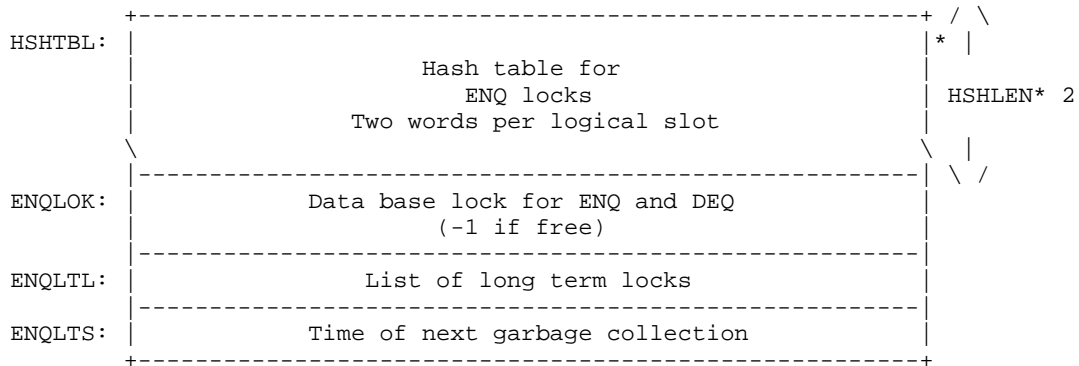 HSHTBL: *
Hash table for
ENQ locks HSHLEN* 2
Two words per logical slot
ENQLOK: Data base lock for ENQ and DEQ
(-1 if free)
ENQLTL: List of long term locks
ENQLTS: Time of next garbage collection